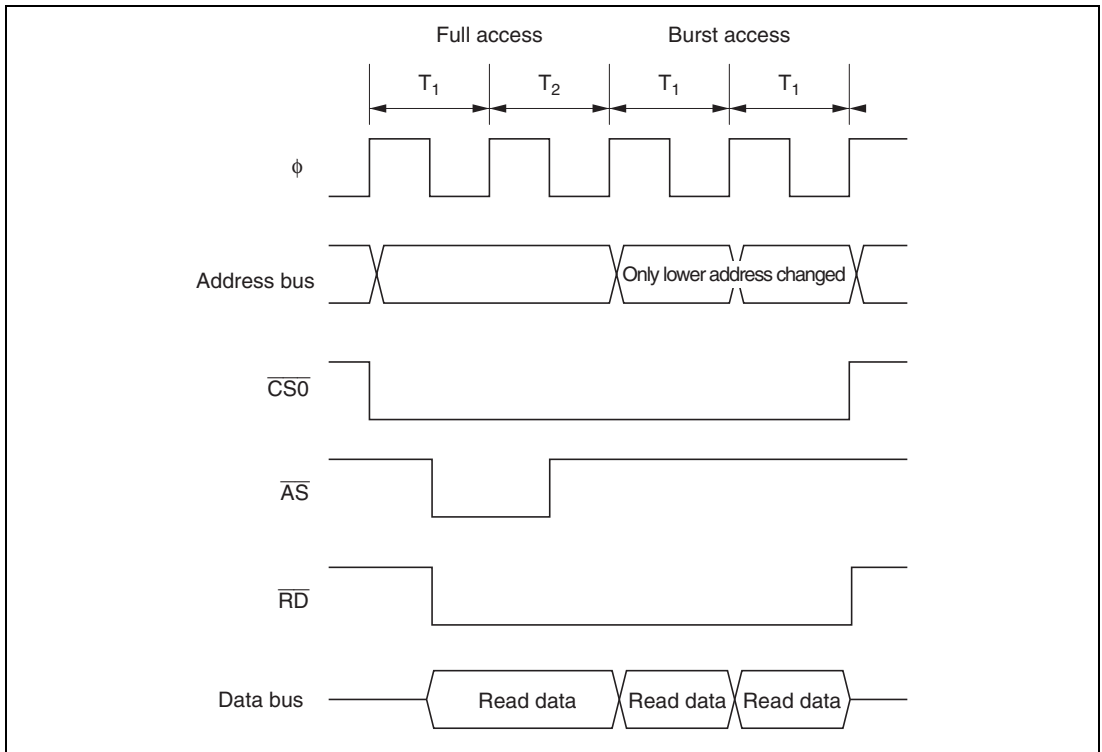 Full access Burst access
T1 T2 T1 T1
ϕ
Address bus Only lower address changed
CS0
AS
RD
Data bus Read data Read data Read data